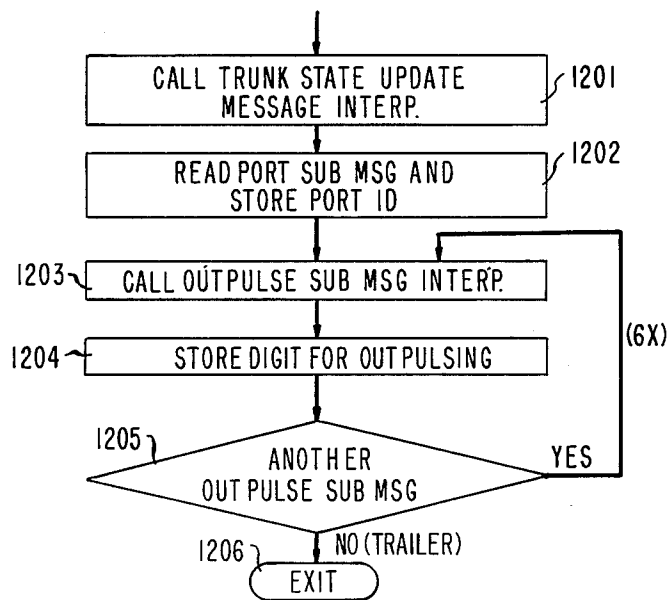 CALL TRUNK STATE UPDATE
MESSAGE INTERP.
1201
READ PORT SUB MSG AND
STORE PORT ID
1202
1203
CALL OUTPULSE SUB MSG INTERP.
1204
STORE DIGIT FOR OUTPULSING
(6X)
1205
ANOTHER
OUTPULSE SUB MSG
YES
NO (TRAILER)
1206
EXIT